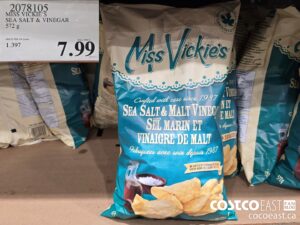 2078105
MISS VICKIE'S
SEA SALT & VINEGAR
572 g
1.397
7.99
Miss Vickie's
Crafted with care since 1987
SEA SALT & MALT VINEGAR
SEL MARIN ET
VINAIGRE DE MALT
Fabriquées avec soin depuis 1987
COSTCO EAST
cocoeast.ca